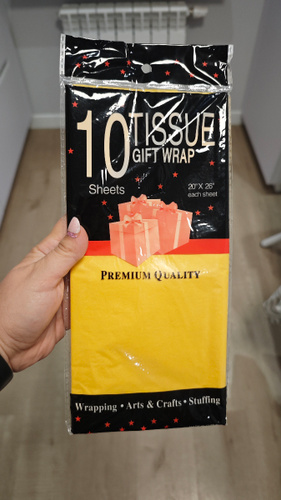 10 TISSUE
GIFT WRAP
Sheets
20" X 26"
each sheet
PREMIUM QUALITY
Wrapping • Arts & Crafts • Stuffing